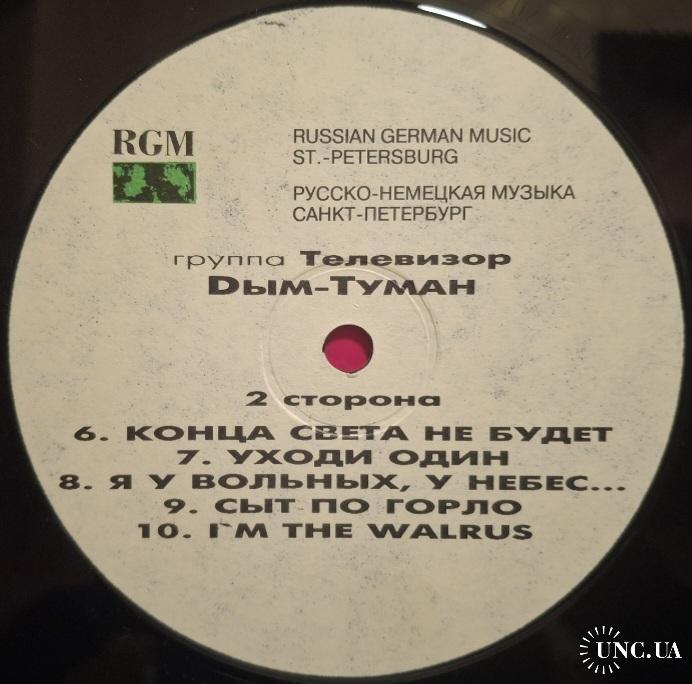 RGM
RUSSIAN GERMAN MUSIC
ST.-PETERSBURG
РУССКО-НЕМЕЦКАЯ МУЗЫКА
САНКТ-ПЕТЕРБУРГ
группа Телевизор
Dым-Туман
2 сторона
6. КОНЦА СВЕТА НЕ БУДЕТ
7. УХОДИ ОДИН
8. Я У ВОЛЬНЫХ, У НЕБЕС...
9. СЫТ ПО ГОРЛО
10. I`M THE WALRUS
UNC.UA